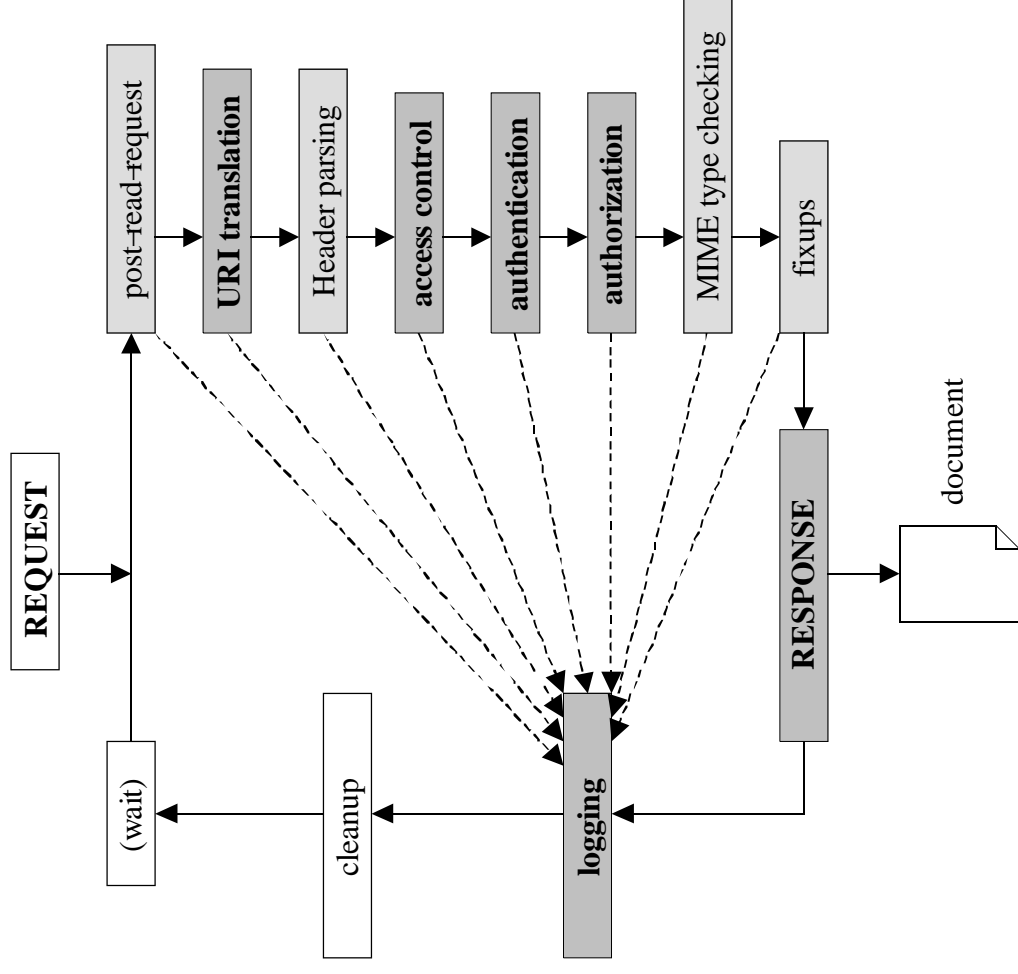 REQUEST
(wait)
post-read-request
URI translation
Header parsing
access control
authentication
authorization
MIME type checking
fixups
RESPONSE
document
logging
cleanup